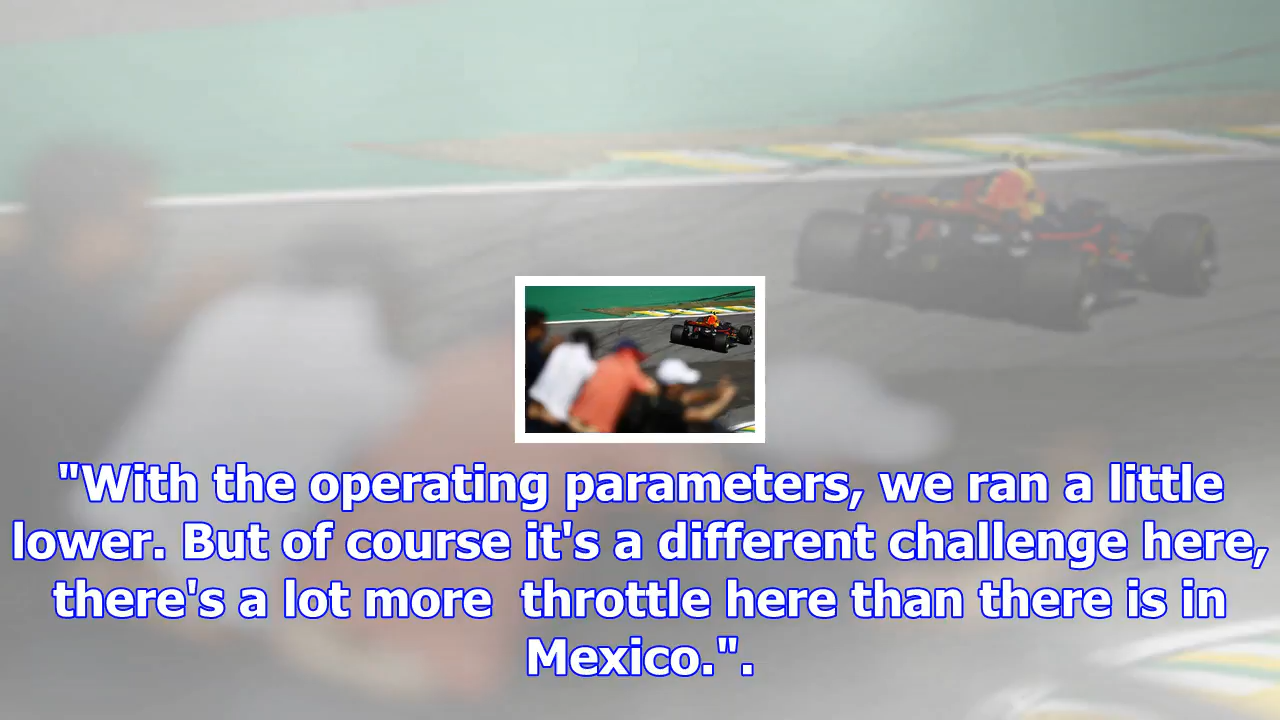 "With the operating parameters, we ran a little
lower. But of course it's a different challenge here,
there's a lot more  throttle here than there is in
Mexico.".